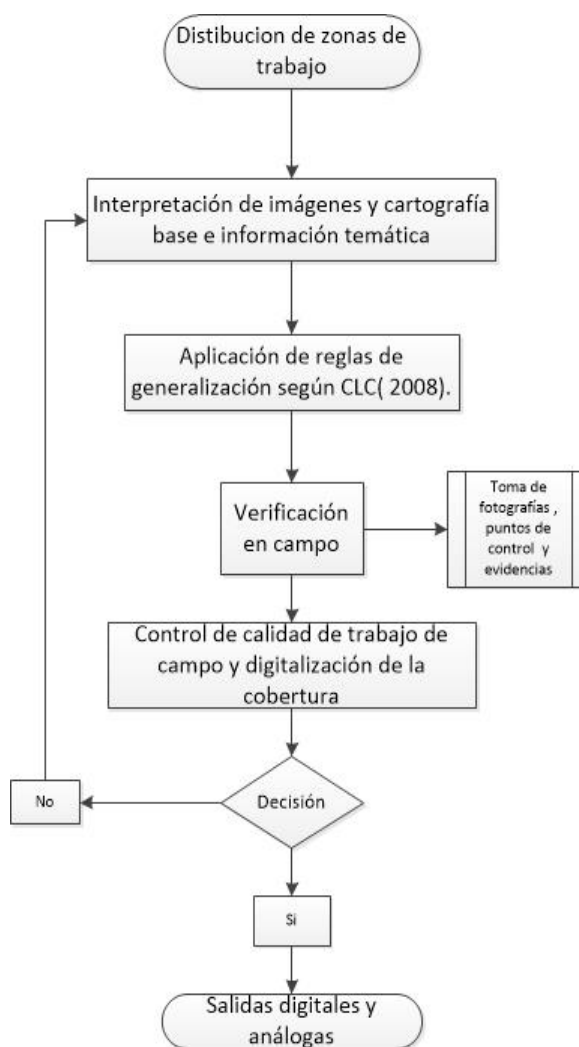 Distibucion de zonas de
trabajo
Interpretación de imágenes y cartografía
base e información temática
Aplicación de reglas de
generalización según CLC( 2008).
Verificación
en campo
Toma de
fotografías ,
puntos de
control y
evidencias
Control de calidad de trabajo de
campo y digitalización de la
cobertura
Decisión
No
Si
Salidas digitales y
análogas